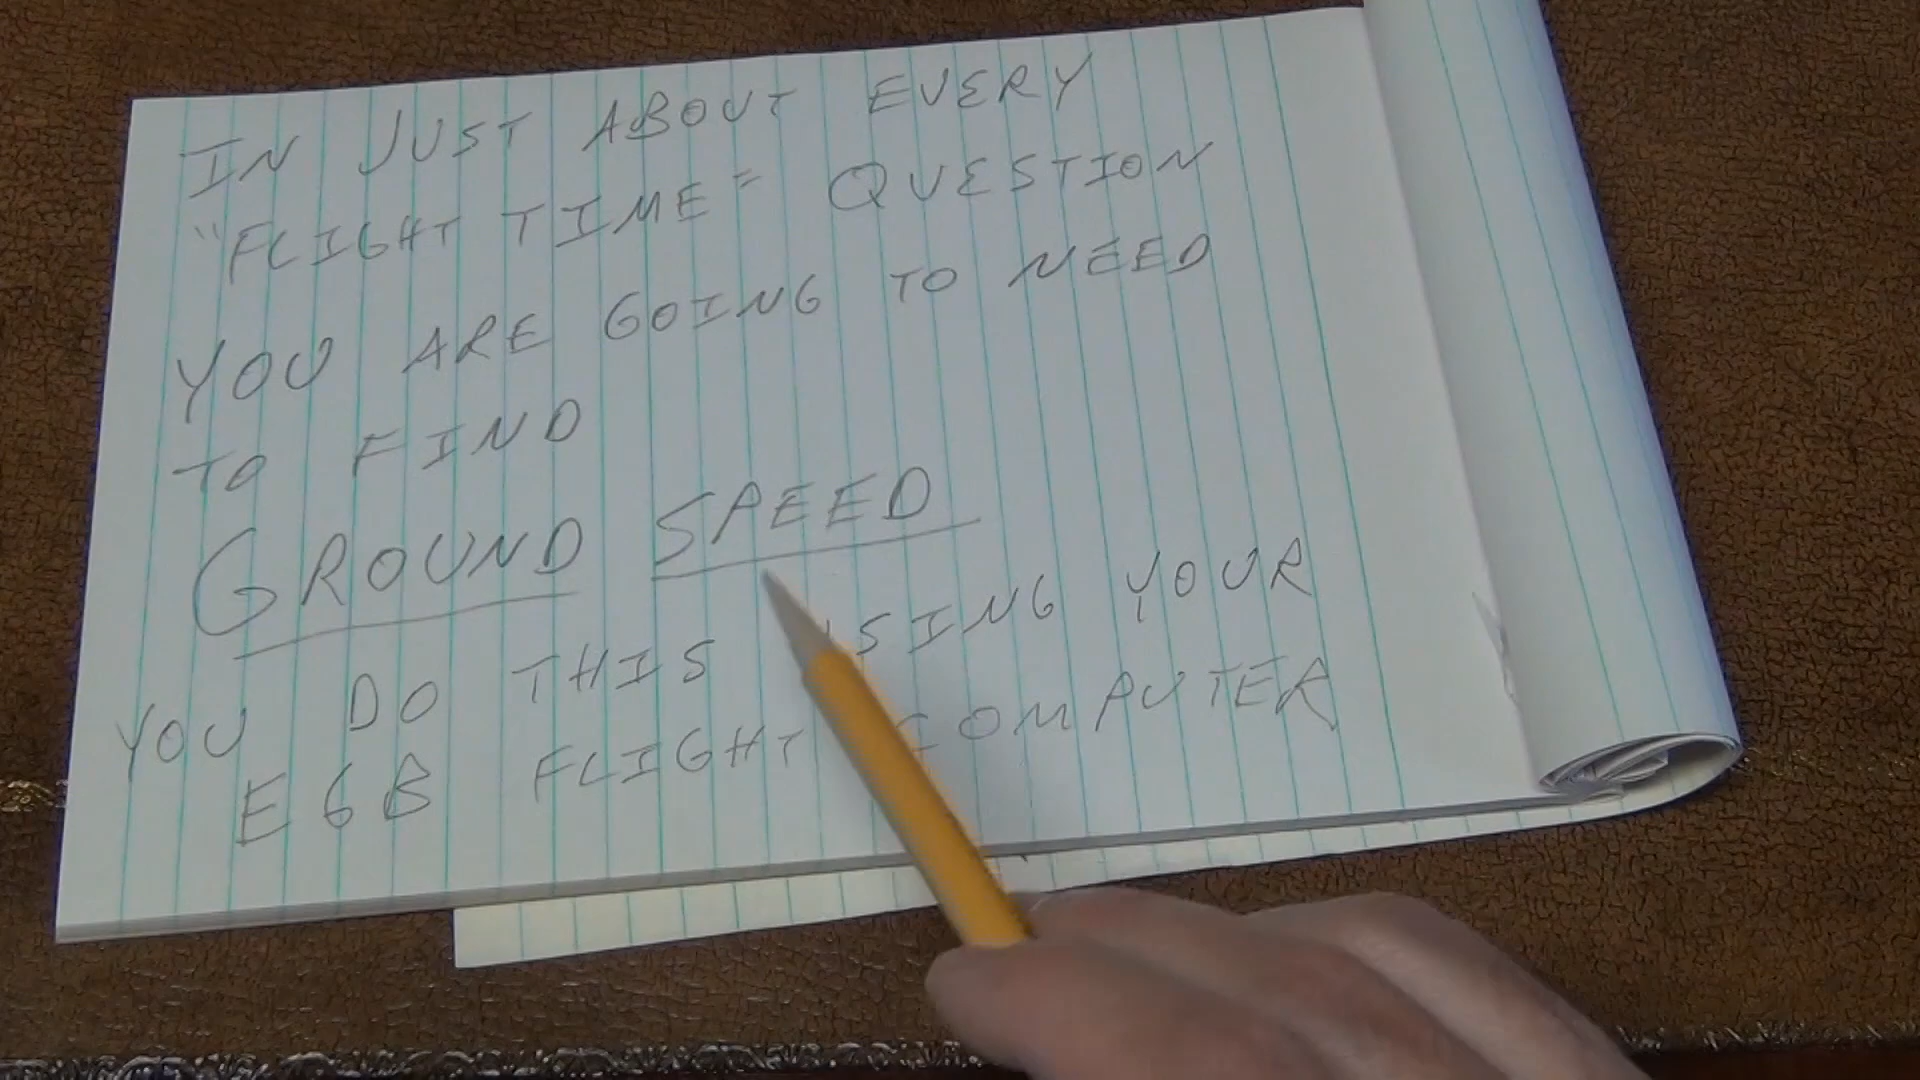 IN JUST ABOUT EVERY
"FLIGHT TIME" QUESTION
YOU ARE GOING TO NEED
TO FIND
GROUND SPEED
YOU DO THIS USING YOUR
E6B FLIGHT COMPUTER